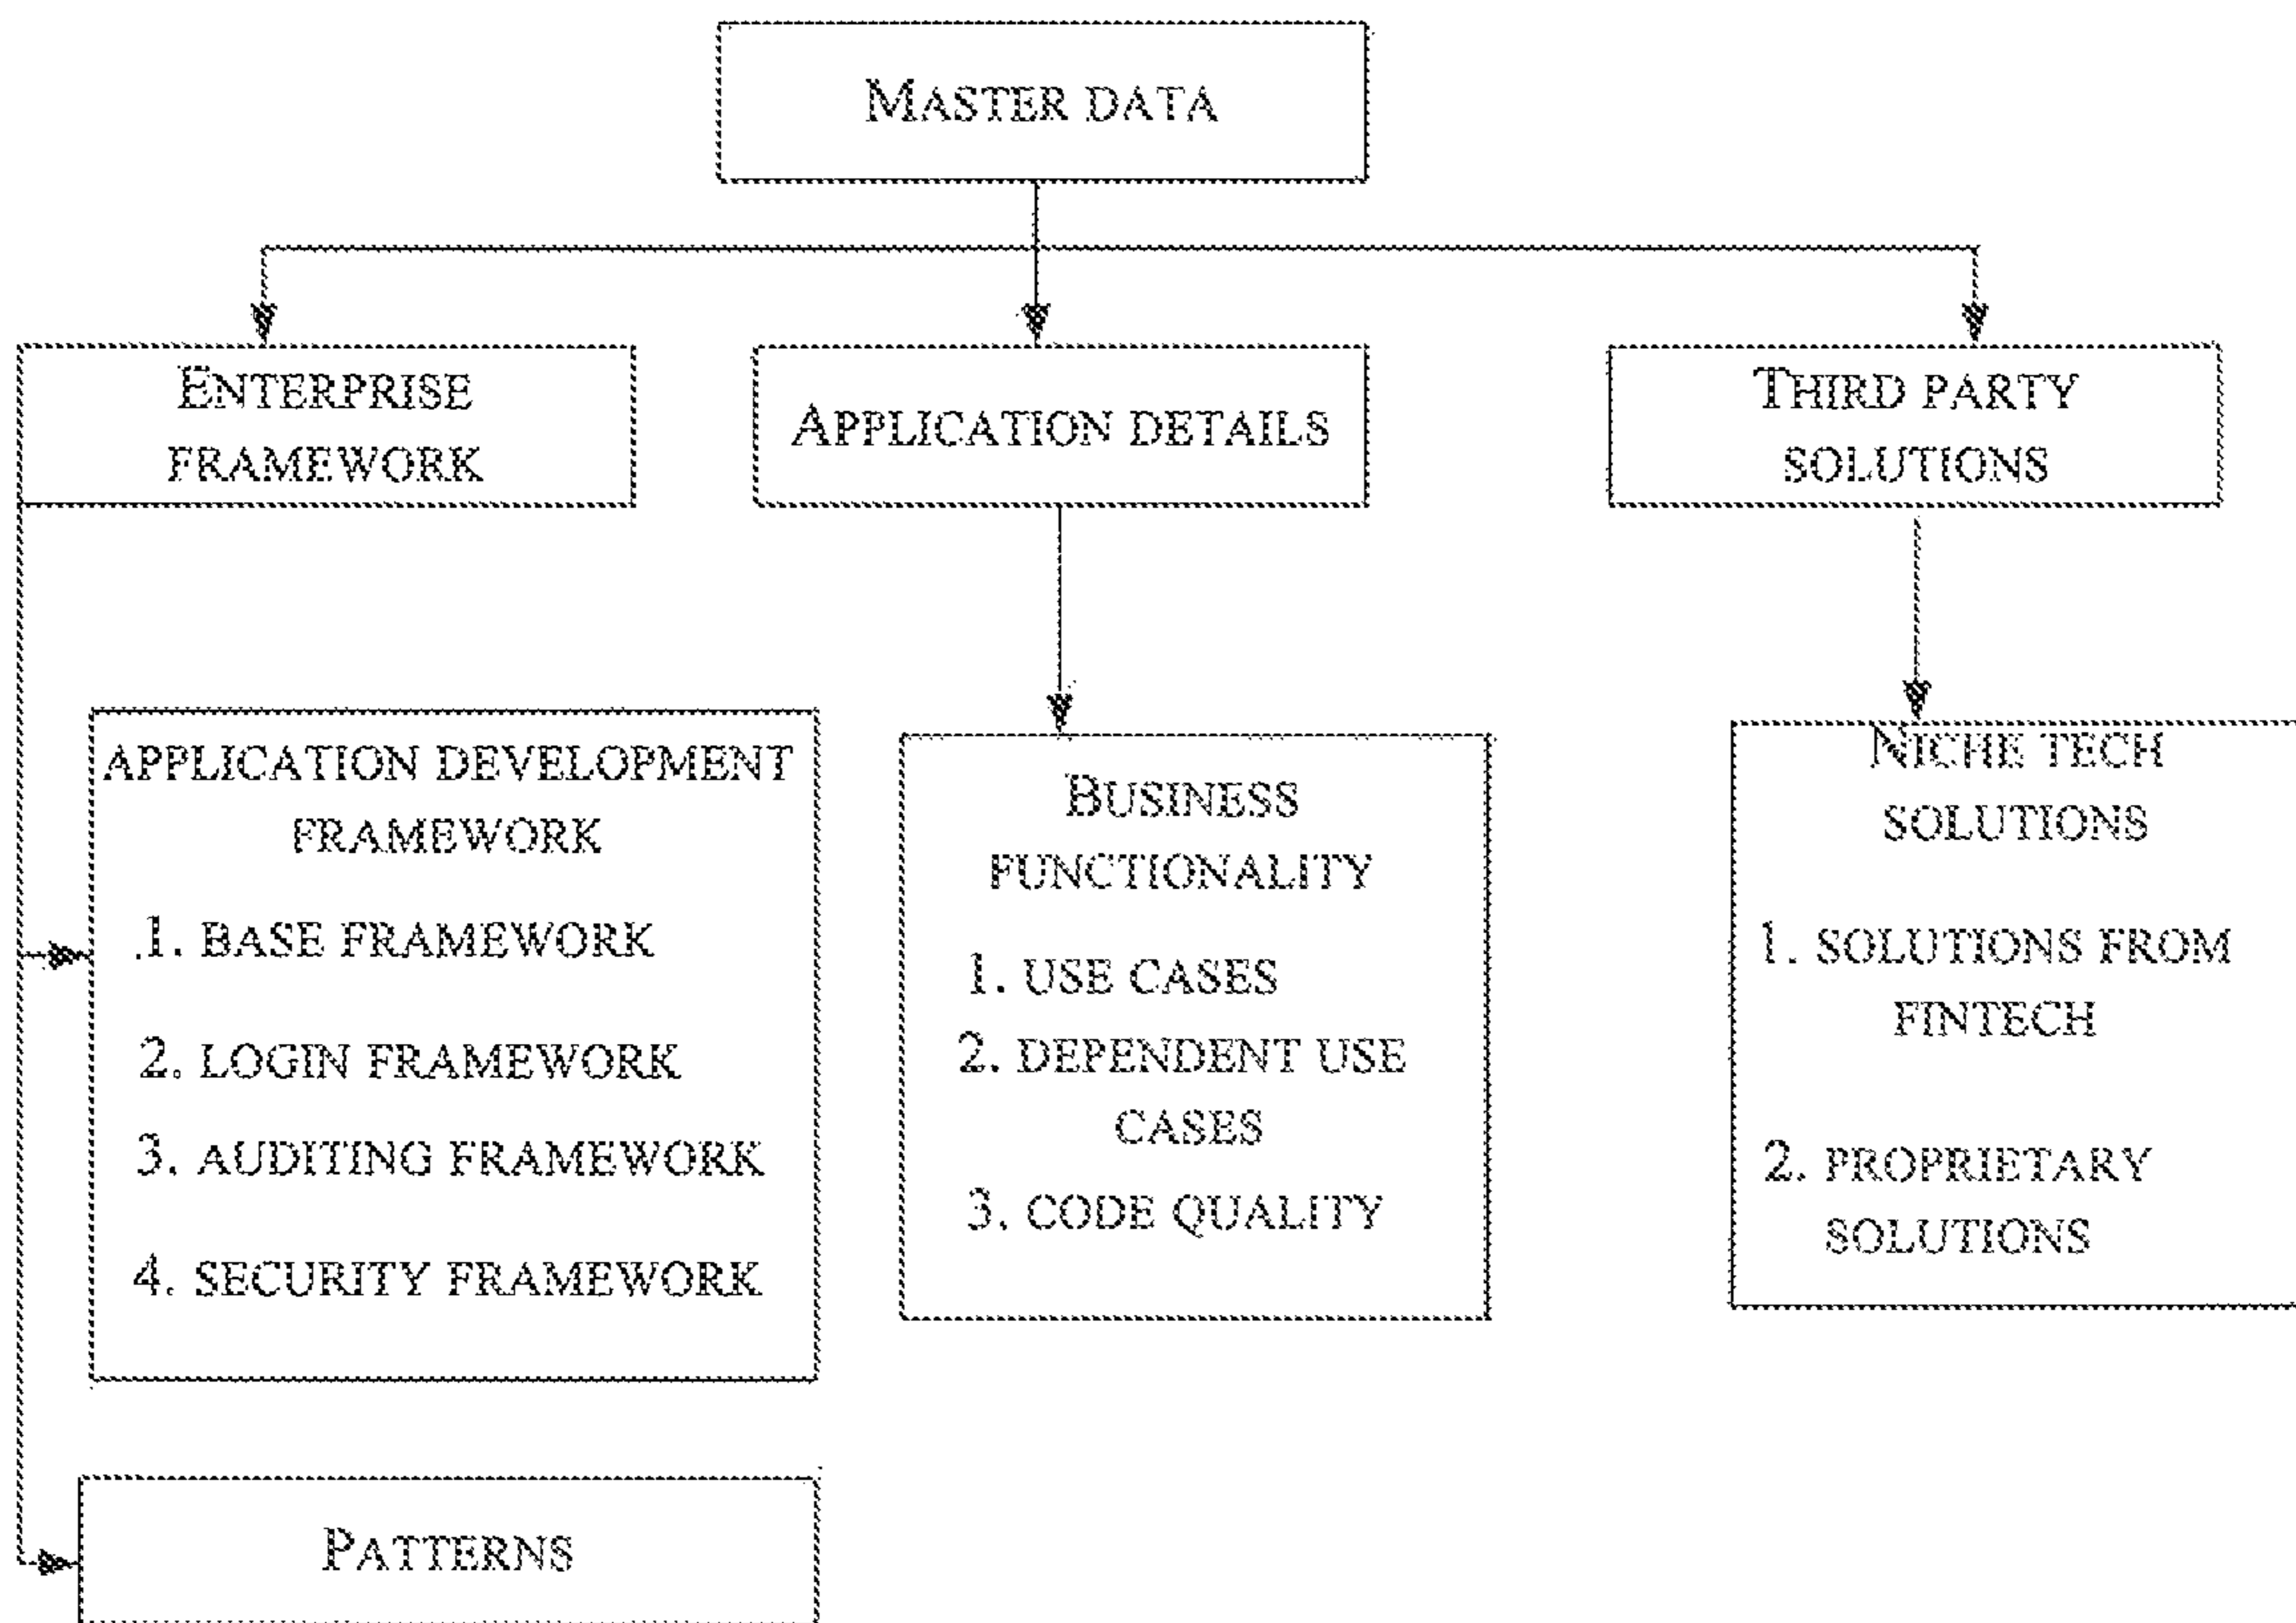 MASTER DATA
ENTERPRISE
FRAMEWORK
APPLICATION DETAILS
THIRD PARTY
SOLUTIONS
APPLICATION DEVELOPMENT
FRAMEWORK
1. BASE FRAMEWORK
2. LOGIN FRAMEWORK
3. AUDITING FRAMEWORK
4. SECURITY FRAMEWORK
BUSINESS
FUNCTIONALITY
1. USE CASES
2. DEPENDENT USE
CASES
3. CODE QUALITY
NICHE TECH
SOLUTIONS
1. SOLUTIONS FROM
FINTECH
2. PROPRIETARY
SOLUTIONS
PATTERNS